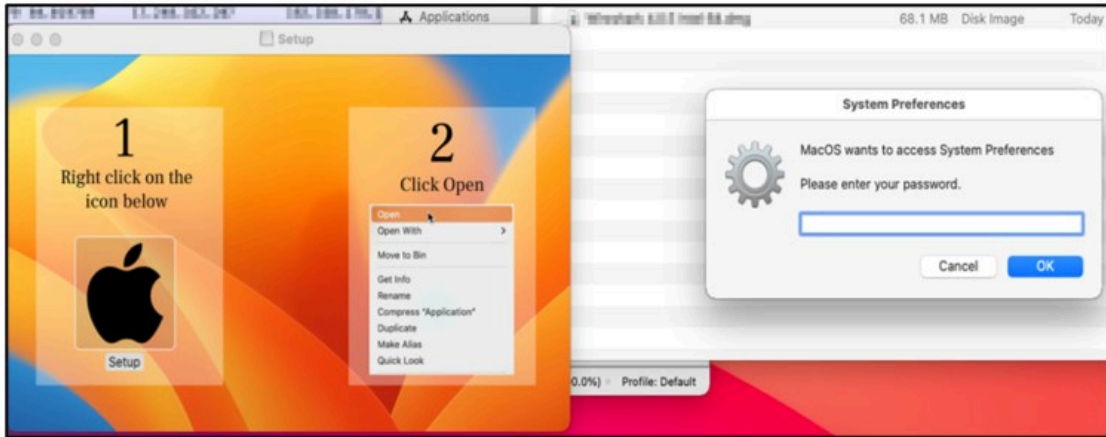 Applications
68.1 MB Disk Image Today
Setup
1
Right click on the
icon below
Setup
2
Click Open
Open
Open With
Move to Bin
Get Info
Rename
Compress "Application"
Duplicate
Make Alias
Quick Look
System Preferences
MacOS wants to access System Preferences
Please enter your password.
Cancel OK
0.0%) Profile: Default